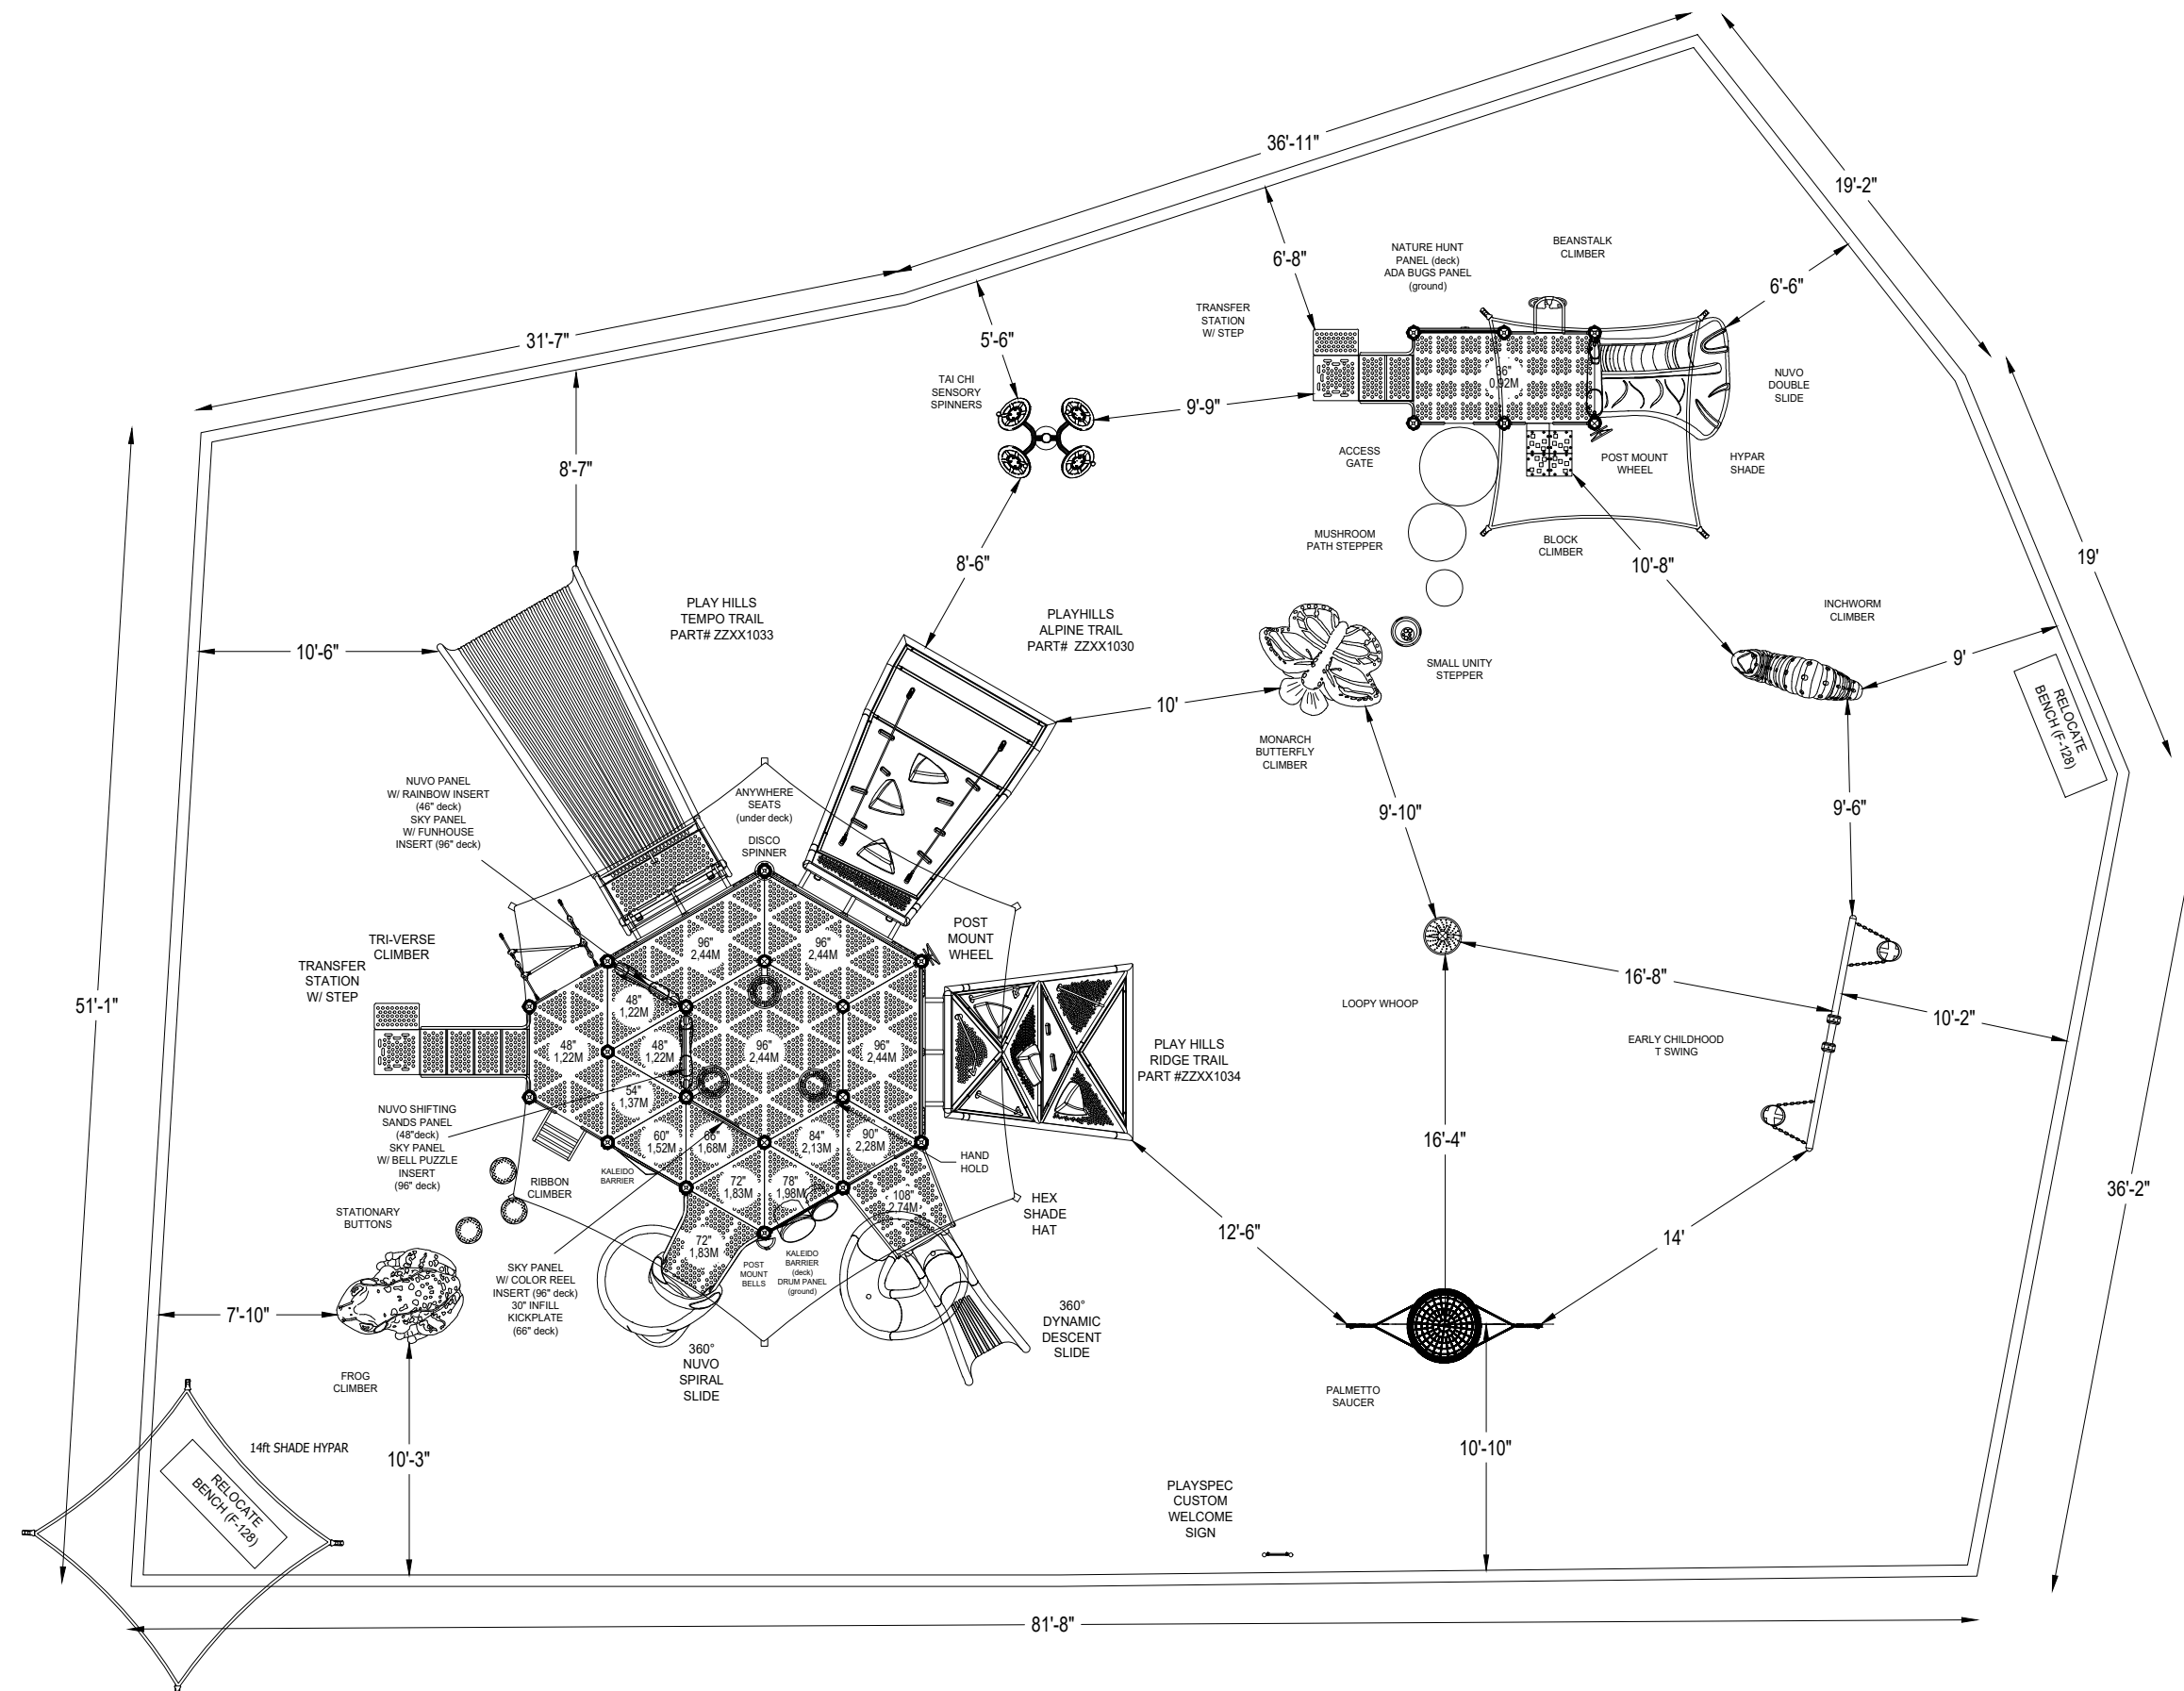 36'-11"
19'-2"
31'-7"
6'-8"
5'-6"
6'-6"
NATURE HUNT
PANEL (deck)
ADA BUGS PANEL
(ground)
BEANSTALK
CLIMBER
TRANSFER
STATION
W/ STEP
TAI CHI
SENSORY
SPINNERS
9'-9"
36"
0,92M
NUVO
DOUBLE
SLIDE
8'-7"
ACCESS
GATE
POST MOUNT
WHEEL
HYPAR
SHADE
MUSHROOM
PATH STEPPER
BLOCK
CLIMBER
10'-8"
19'
8'-6"
PLAY HILLS
TEMPO TRAIL
PART# ZZXX1033
PLAYHILLS
ALPINE TRAIL
PART# ZZXX1030
INCHWORM
CLIMBER
10'-6"
SMALL UNITY
STEPPER
9'
RELOCATE
BENCH (F-128)
10'
MONARCH
BUTTERFLY
CLIMBER
NUVO PANEL
W/ RAINBOW INSERT
(46" deck)
SKY PANEL
W/ FUNHOUSE
INSERT (96" deck)
ANYWHERE
SEATS
(under deck)
DISCO
SPINNER
9'-10"
9'-6"
TRI-VERSE
CLIMBER
TRANSFER
STATION
W/ STEP
POST
MOUNT
WHEEL
96"
2,44M
96"
2,44M
48"
1,22M
48"
1,22M
48"
1,22M
96"
2,44M
96"
2,44M
51'-1"
16'-8"
LOOPY WHOOP
10'-2"
EARLY CHILDHOOD
T SWING
PLAY HILLS
RIDGE TRAIL
PART #ZZXX1034
54"
1,37M
60"
1,52M
66"
1,68M
84"
2,13M
90"
2,28M
NUVO SHIFTING
SANDS PANEL
(48"deck)
SKY PANEL
W/ BELL PUZZLE
INSERT
(96" deck)
16'-4"
HAND
HOLD
KALEIDO
BARRIER
RIBBON
CLIMBER
72"
1,83M
78"
1,98M
108"
2,74M
36'-2"
STATIONARY
BUTTONS
HEX
SHADE
HAT
12'-6"
14'
72"
1,83M
POST
MOUNT
BELLS
KALEIDO
BARRIER
(deck)
DRUM PANEL
(ground)
SKY PANEL
W/ COLOR REEL
INSERT (96" deck)
30" INFILL
KICKPLATE
(66" deck)
7'-10"
360°
DYNAMIC
DESCENT
SLIDE
360°
NUVO
SPIRAL
SLIDE
FROG
CLIMBER
PALMETTO
SAUCER
14ft SHADE HYPAR
10'-3"
10'-10"
RELOCATE
BENCH (F-128)
PLAYSPEC
CUSTOM
WELCOME
SIGN
81'-8"